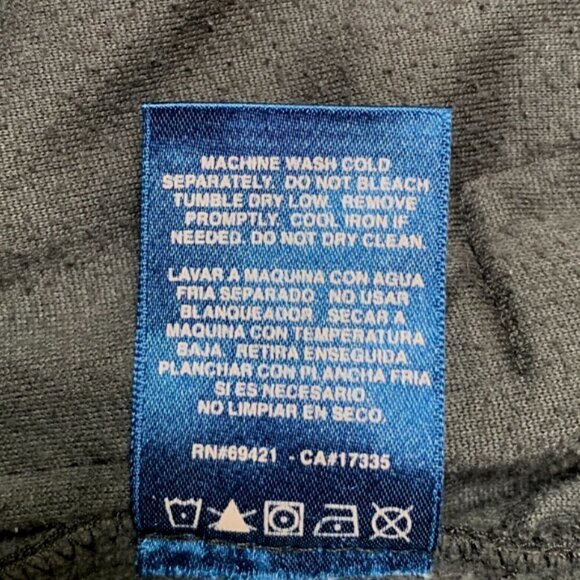 MACHINE WASH COLD
SEPARATELY. DO NOT BLEACH
TUMBLE DRY LOW. REMOVE
PROMPTLY. COOL IRON IF
NEEDED. DO NOT DRY CLEAN.
LAVAR A MAQUINA CON AGUA
FRIA SEPARADO. NO USAR
BLANQUEADOR. SECAR A
MAQUINA CON TEMPERATURA
BAJA. RETIRA ENSEGUIDA
PLANCHAR CON PLANCHA FRIA
SI ES NECESARIO.
NO LIMPIAR EN SECO.
RN#69421 - CA#17335